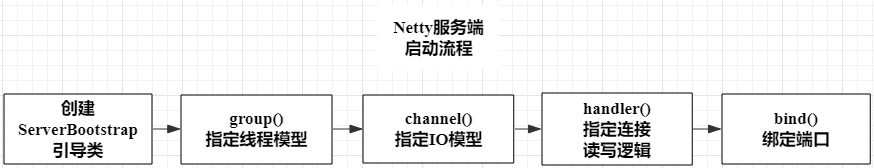 Netty服务端
启动流程
创建
ServerBootstrap
引导类
group()
指定线程模型
channel()
指定IO模型
handler()
指定连接
读写逻辑
bind()
绑定端口